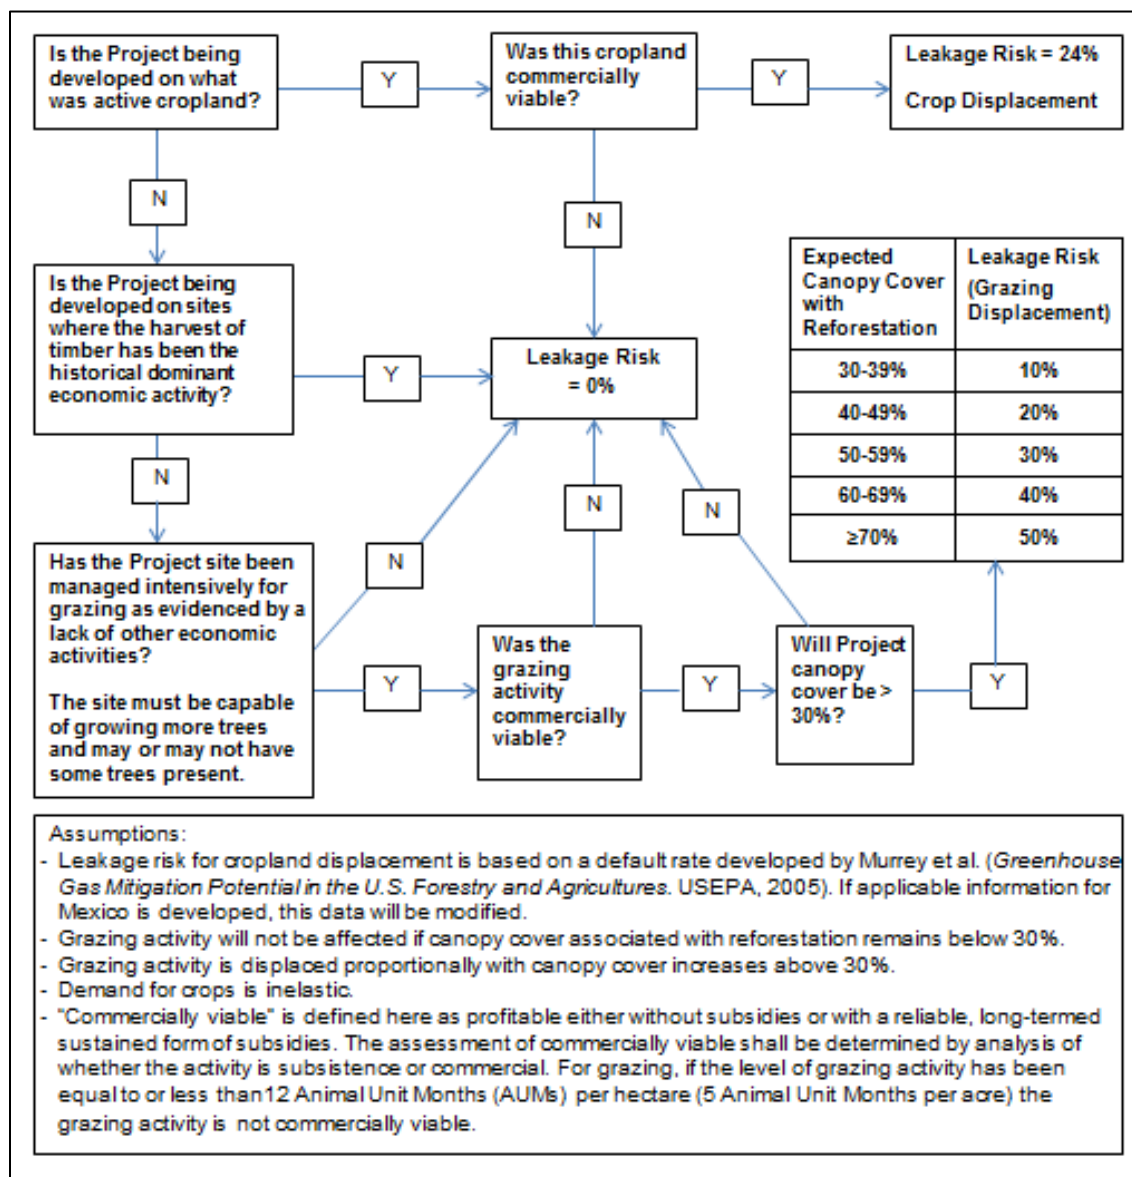 Is the Project being
developed on what
was active cropland?
Y
Was this cropland
commercially
viable?
Y
Leakage Risk = 24%
Crop Displacement
N
N
Is the Project being
developed on sites
where the harvest of
timber has been the
historical dominant
economic activity?
Y
Leakage Risk
= 0%
Expected
Canopy Cover
with
Reforestation
Leakage Risk
(Grazing
Displacement)
30-39%
10%
40-49%
20%
50-59%
30%
60-69%
40%
≥70%
50%
N
N
N
N
Has the Project site been
managed intensively for
grazing as evidenced by a
lack of other economic
activities?
The site must be capable
of growing more trees
and may or may not have
some trees present.
Y
Was the
grazing
activity
commercially
viable?
Y
Will Project
canopy
cover be >
30%?
Y
Assumptions:
- Leakage risk for cropland displacement is based on a default rate developed by Murrey et al. (Greenhouse
Gas Mitigation Potential in the U.S. Forestry and Agricultures. USEPA, 2005). If applicable information for
Mexico is developed, this data will be modified.
- Grazing activity will not be affected if canopy cover associated with reforestation remains below 30%.
- Grazing activity is displaced proportionally with canopy cover increases above 30%.
- Demand for crops is inelastic.
- "Commercially viable" is defined here as profitable either without subsidies or with a reliable, long-termed
sustained form of subsidies. The assessment of commercially viable shall be determined by analysis of
whether the activity is subsistence or commercial. For grazing, if the level of grazing activity has been
equal to or less than 12 Animal Unit Months (AUMs) per hectare (5 Animal Unit Months per acre) the
grazing activity is not commercially viable.